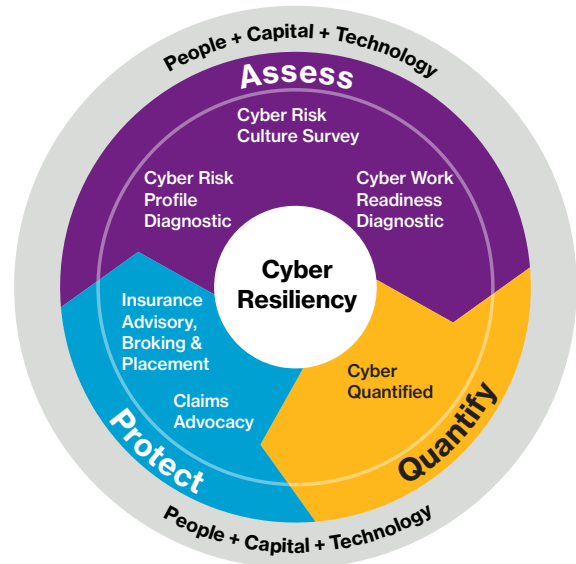 People + Capital + Technology
Assess
Cyber Risk
Culture Survey
Cyber Risk
Profile
Diagnostic
Cyber Work
Readiness
Diagnostic
Cyber
Resiliency
Insurance
Advisory,
Broking &
Placement
Claims
Advocacy
Protect
Cyber
Quantified
Quantify
People + Capital + Technology